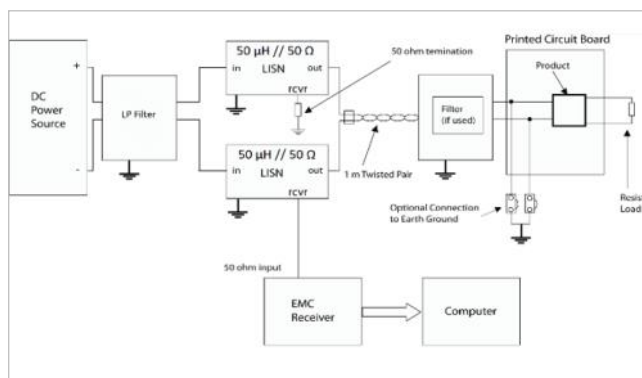 Printed Circuit Board
50 µH // 50 Ω
in
LISN
out
rcvr
50 ohm temination
Product
+
DC
Power
Source
-
LP Filter
Filter
(if used)
1 m Twisted Pair
50 µH // 50 Ω
in
LISN
out
rcvr
Optional Connection
to Earth Ground
Resist
Load
50 ohm input
EMC
Receiver
Computer